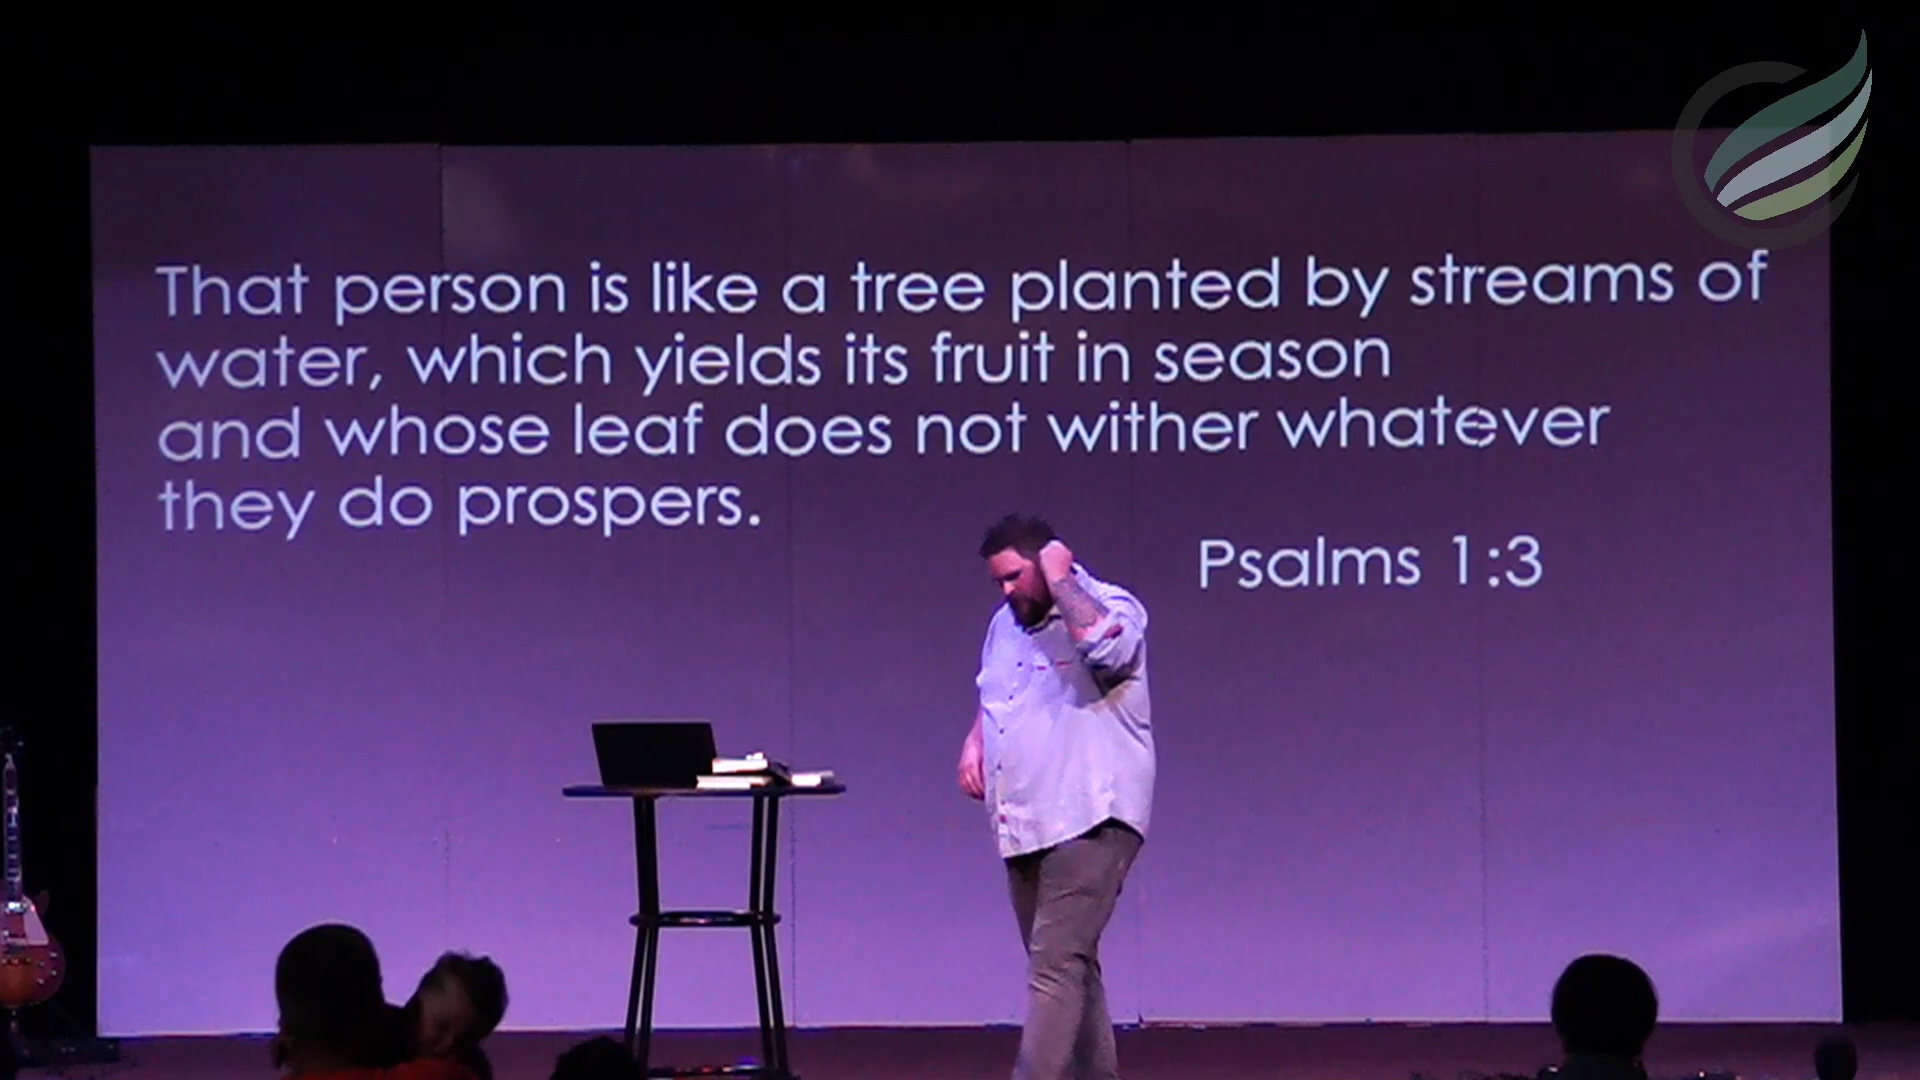 That person is like a tree planted by streams of
water, which yields its fruit in season
and whose leaf does not wither whatever
they do prospers.
Psalms 1:3